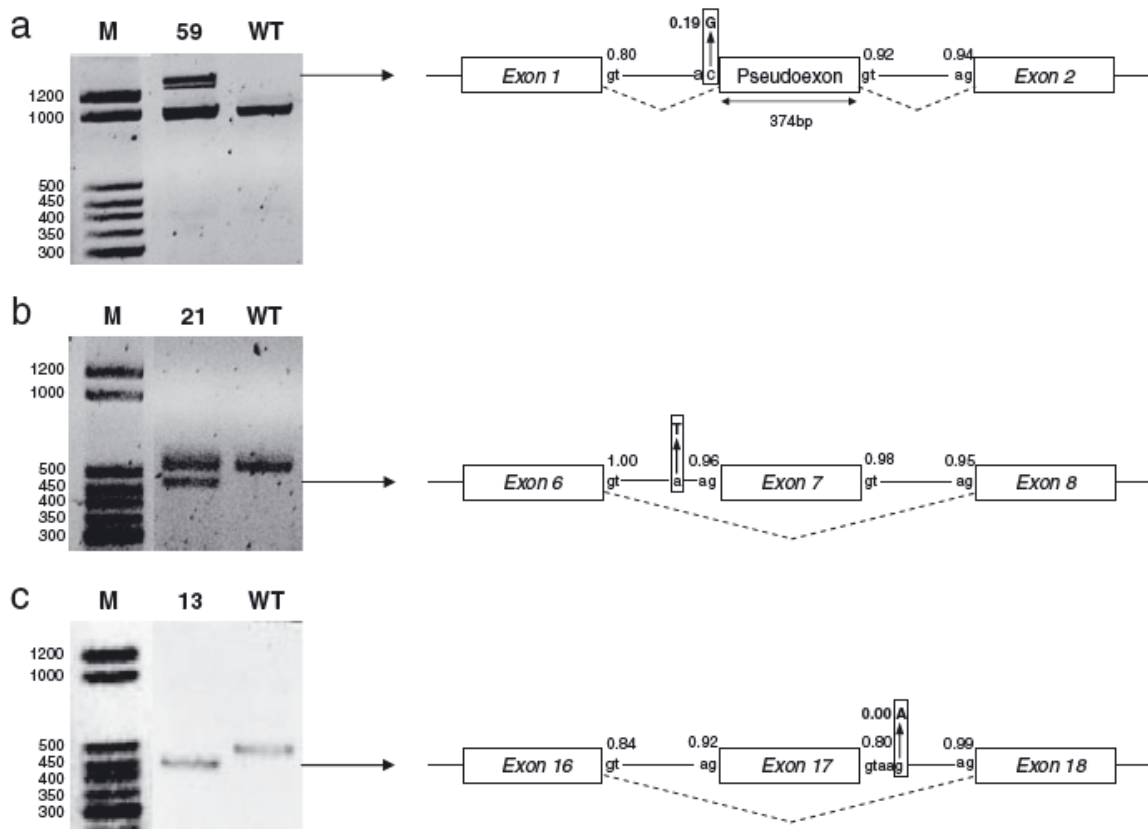 a
M 59 WT
1200
1000
500
450
400
350
300
0.19 G
0.80 0.92 0.94
Exon 1 gt ac Pseudoexon gt ag Exon 2
374bp
b
M 21 WT
1200
1000
500
450
400
350
300
T
1.00 0.96 0.98 0.95
Exon 6 gt a ag Exon 7 gt ag Exon 8
c
M 13 WT
1200
1000
500
450
400
350
300
0.00 A
0.84 0.92 0.80 0.99
Exon 16 gt ag Exon 17 gtaag ag Exon 18